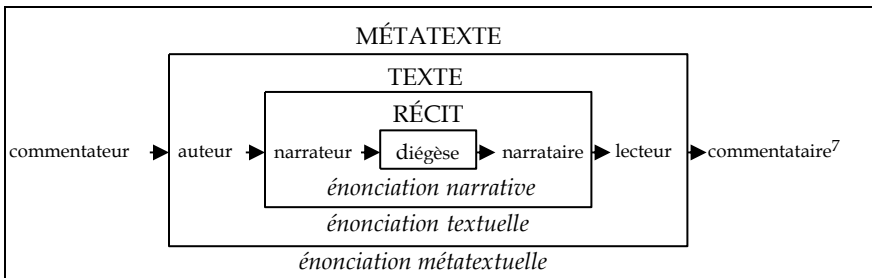 MÉTATEXTE
TEXTE
RÉCIT
commentateur auteur narrateur diégèse narrataire lecteur commentataire⁷
énonciation narrative
énonciation textuelle
énonciation métatextuelle